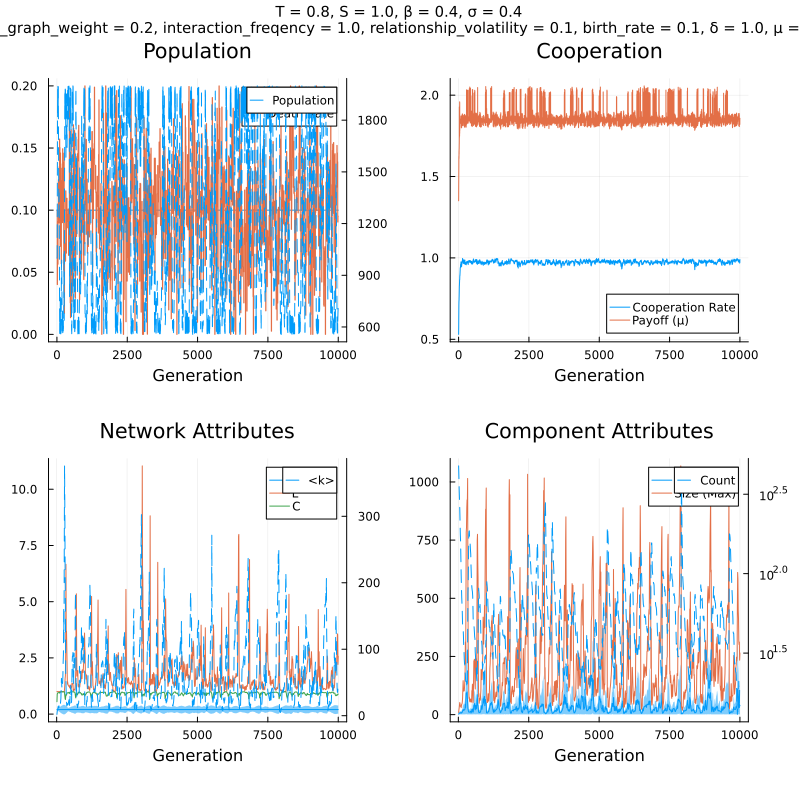 T = 0.8, S = 1.0, β = 0.4, σ = 0.4
_graph_weight = 0.2, interaction_freqency = 1.0, relationship_volatility = 0.1, birth_rate = 0.1, δ = 1.0, μ =
Population
Cooperation
0.20
0.15
0.10
0.05
0.00
1800
1500
1200
900
600
Population
0 2500 5000 7500 10000
Generation
2.0
1.5
1.0
0.5
Cooperation Rate
Payoff (μ)
0 2500 5000 7500 10000
Generation
Network Attributes
Component Attributes
10.0
7.5
5.0
2.5
0.0
300
200
100
0
<k>
L
C
0 2500 5000 7500 10000
Generation
1000
750
500
250
0
10^2.5
10^2.0
10^1.5
Count
Size (Max)
0 2500 5000 7500 10000
Generation